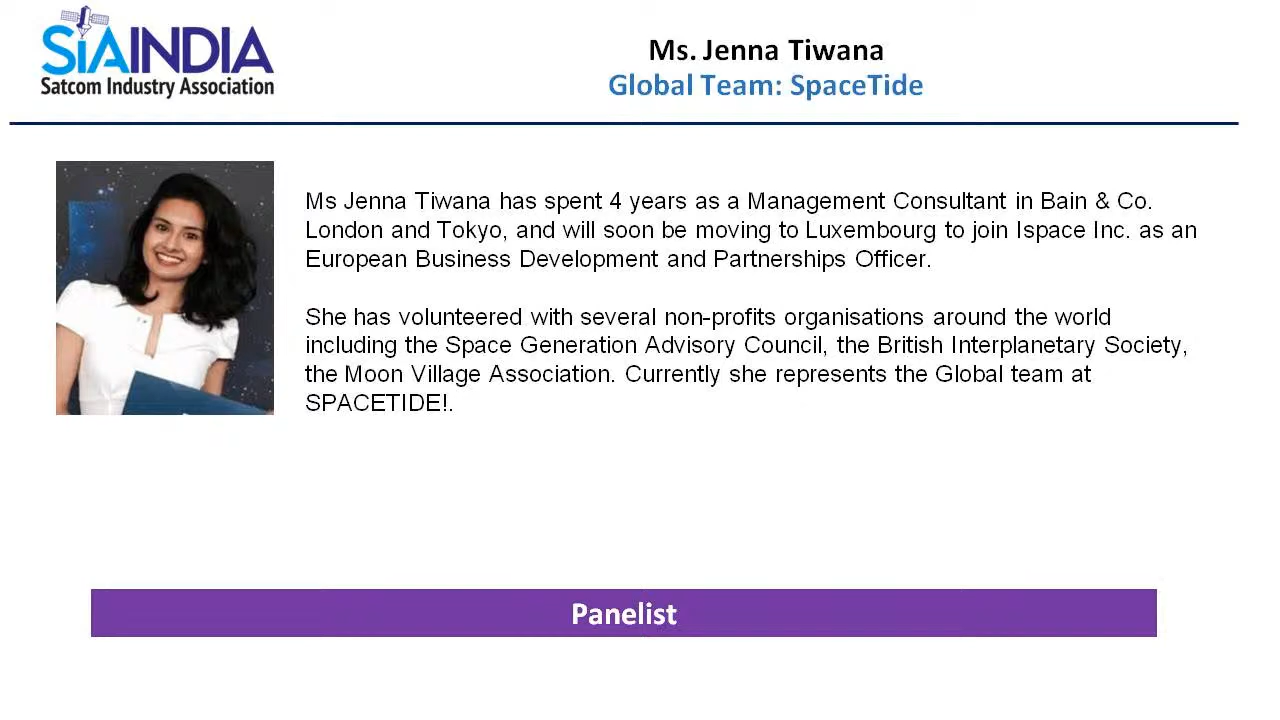 SiAINDIA
Satcom Industry Association
Ms. Jenna Tiwana
Global Team: SpaceTide
Ms Jenna Tiwana has spent 4 years as a Management Consultant in Bain & Co.
London and Tokyo, and will soon be moving to Luxembourg to join Ispace Inc. as an
European Business Development and Partnerships Officer.
She has volunteered with several non-profits organisations around the world
including the Space Generation Advisory Council, the British Interplanetary Society,
the Moon Village Association. Currently she represents the Global team at
SPACETIDE!.
Panelist